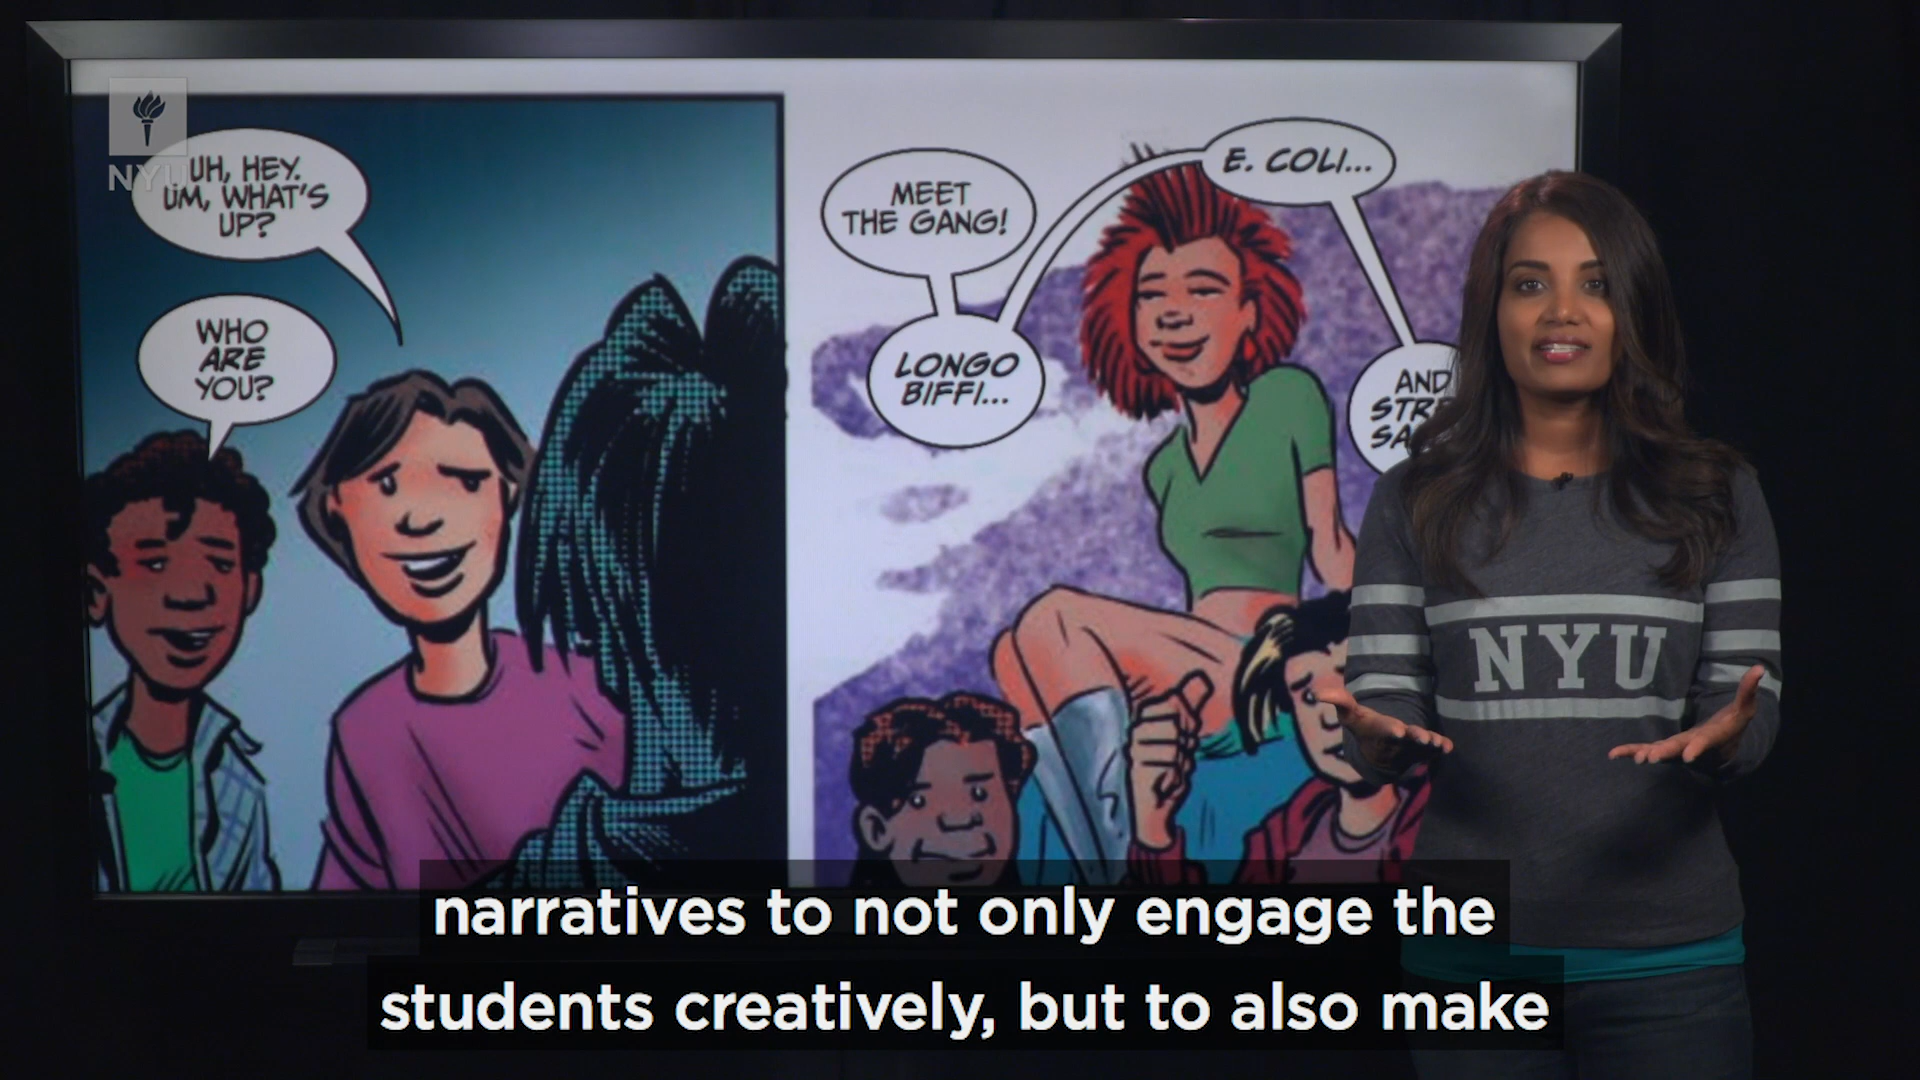 NYU
UH, HEY.
UM, WHAT'S
UP?
WHO
ARE
YOU?
MEET
THE GANG!
LONGO
BIFFI...
E. COLI...
AND
NYU
narratives to not only engage the
students creatively, but to also make